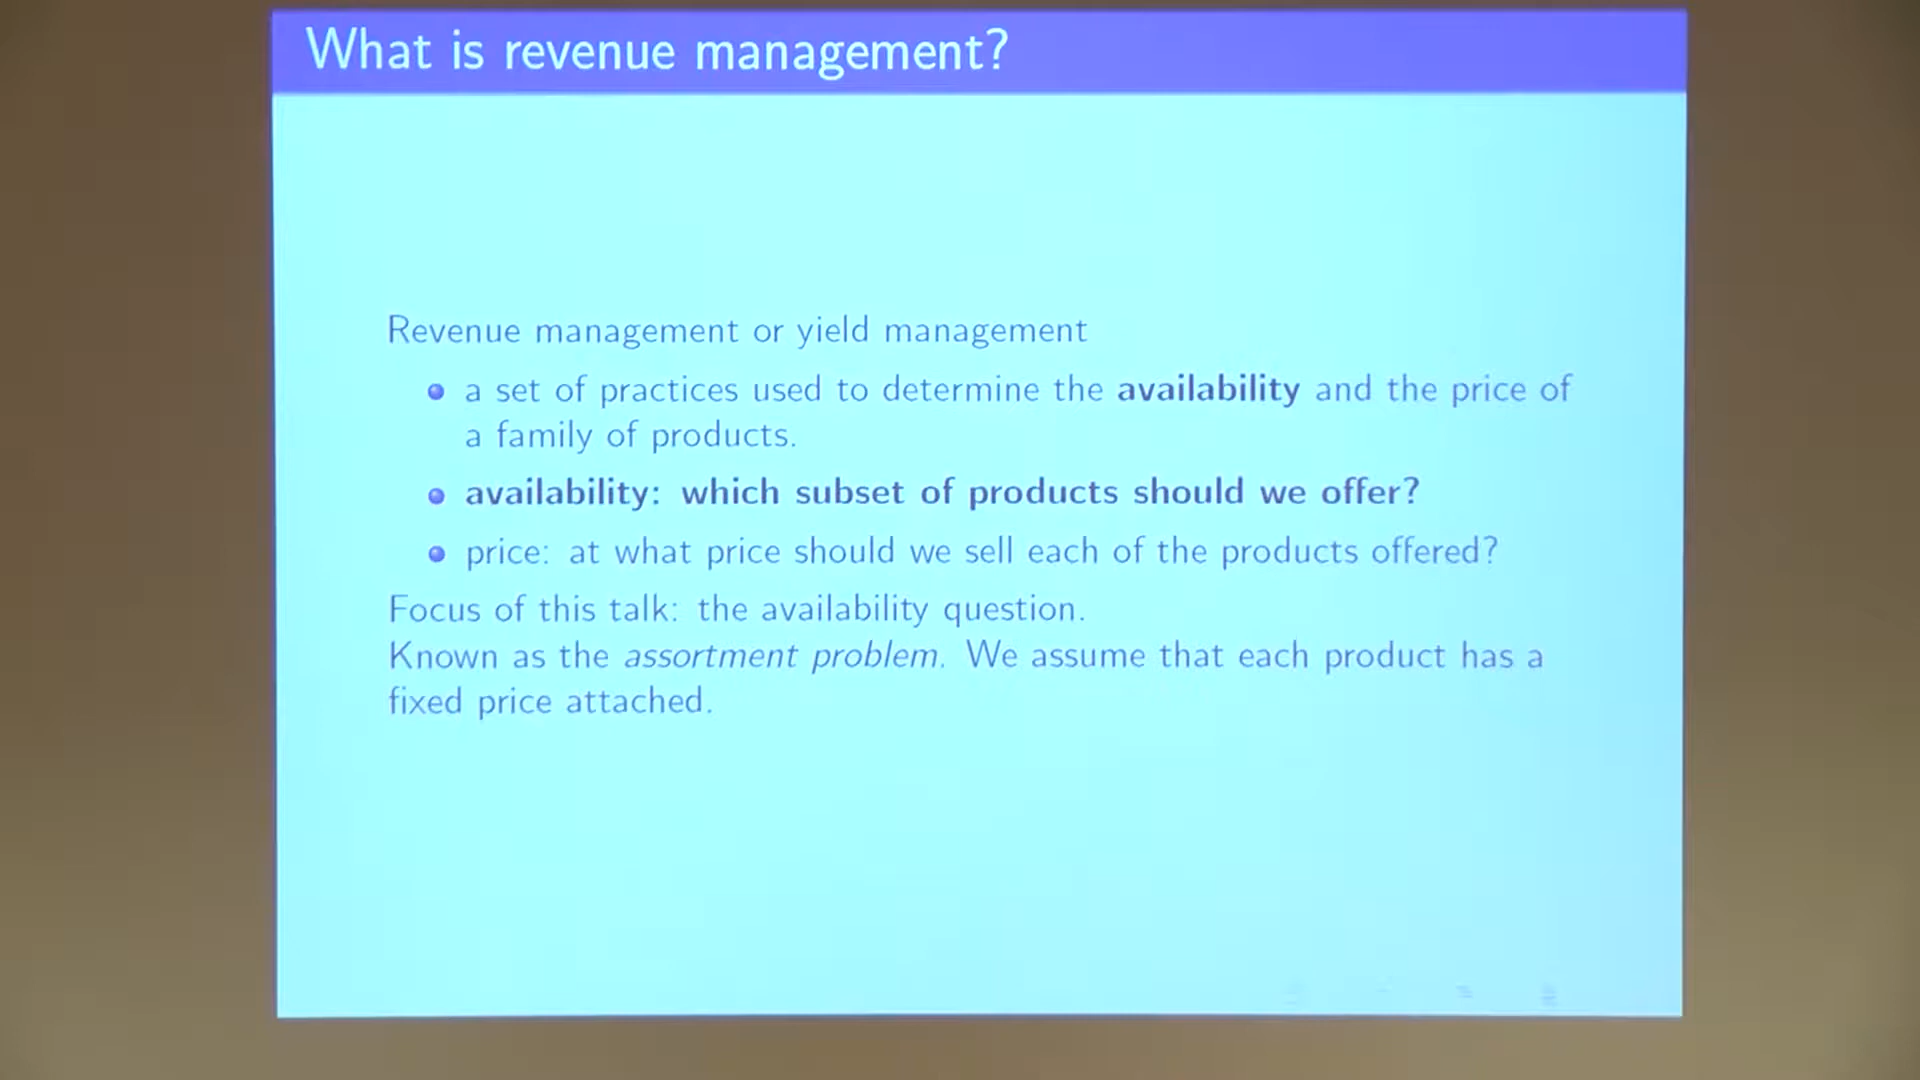 What is revenue management?
Revenue management or yield management
a set of practices used to determine the availability and the price of
a family of products.
availability: which subset of products should we offer?
price: at what price should we sell each of the products offered?
Focus of this talk: the availability question.
Known as the assortment problem. We assume that each product has a
fixed price attached.